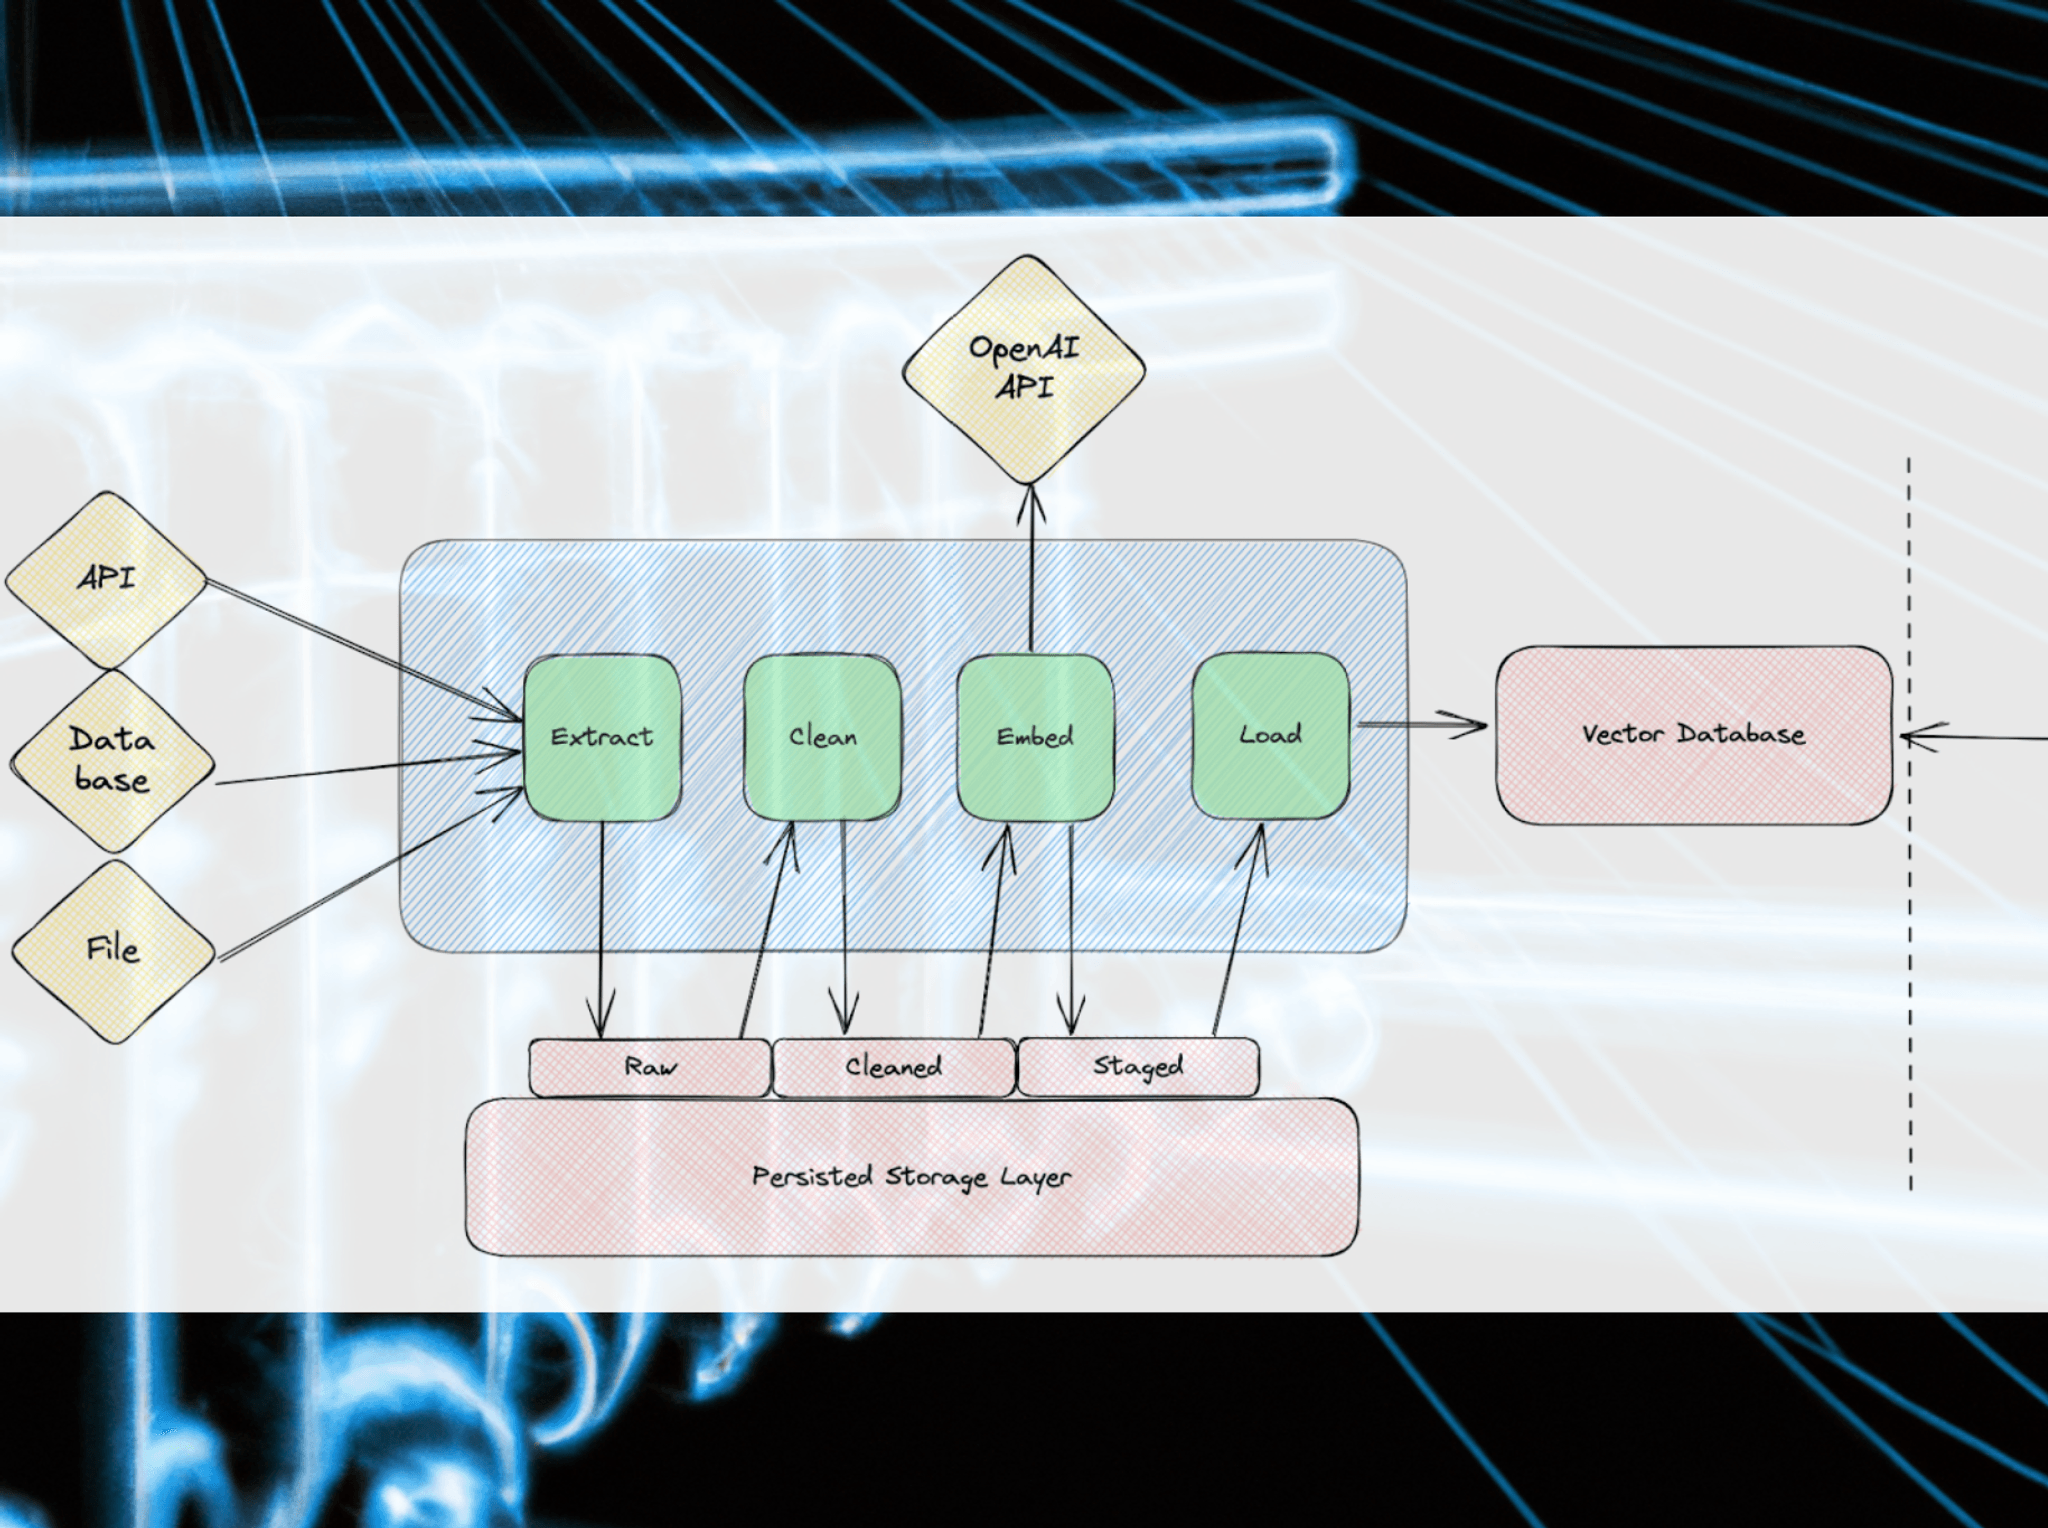 OpenAI
API
API
Data
base
File
Extract
Clean
Embed
Load
Vector Database
Raw
Cleaned
Staged
Persisted Storage Layer